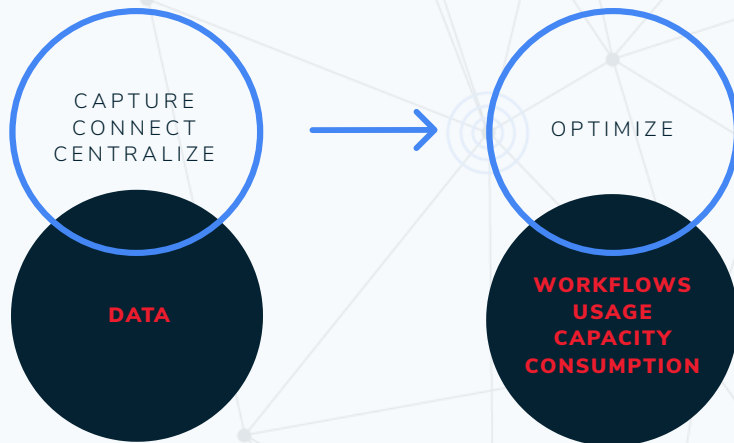 CAPTURE
CONNECT
CENTRALIZE
DATA
OPTIMIZE
WORKFLOWS
USAGE
CAPACITY
CONSUMPTION